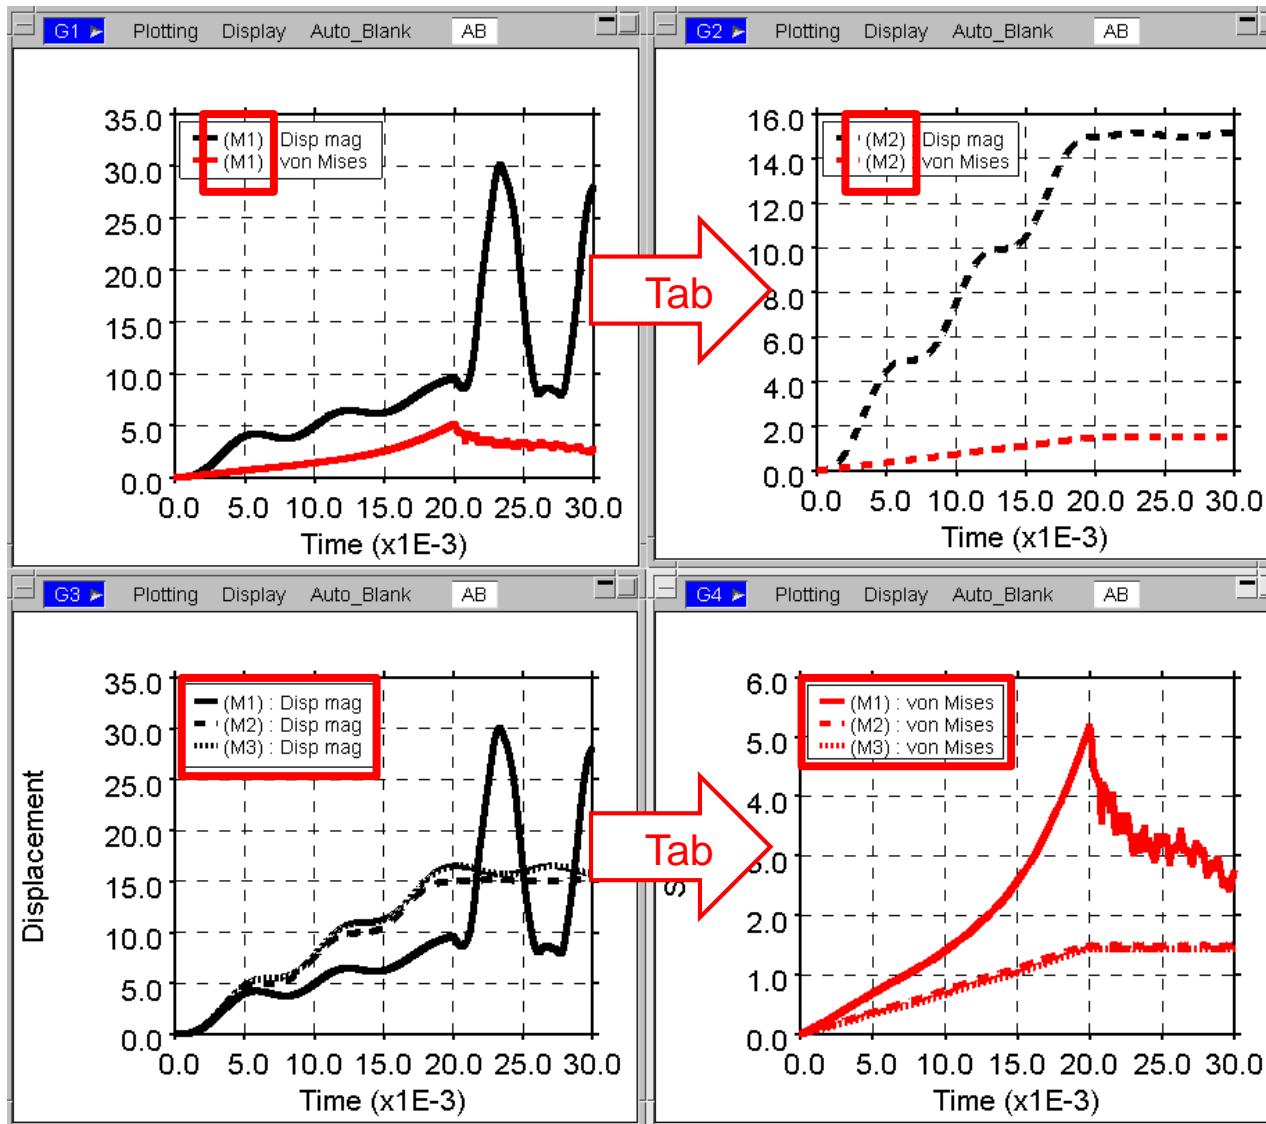 G1 Plotting Display Auto_Blank AB
35.0
30.0
25.0
20.0
15.0
10.0
5.0
0.0
(M1) : Disp mag
(M1) : von Mises
0.0 5.0 10.0 15.0 20.0 25.0 30.0
Time (x1E-3)
Tab
G2 Plotting Display Auto_Blank AB
16.0
14.0
12.0
10.0
8.0
6.0
4.0
2.0
0.0
(M2) : Disp mag
(M2) : von Mises
0.0 5.0 10.0 15.0 20.0 25.0 30.0
Time (x1E-3)
G3 Plotting Display Auto_Blank AB
Displacement
35.0
30.0
25.0
20.0
15.0
10.0
5.0
0.0
(M1) : Disp mag
(M2) : Disp mag
(M3) : Disp mag
0.0 5.0 10.0 15.0 20.0 25.0 30.0
Time (x1E-3)
Tab
G4 Plotting Display Auto_Blank AB
6.0
5.0
4.0
3.0
2.0
1.0
0.0
(M1) : von Mises
(M2) : von Mises
(M3) : von Mises
0.0 5.0 10.0 15.0 20.0 25.0 30.0
Time (x1E-3)